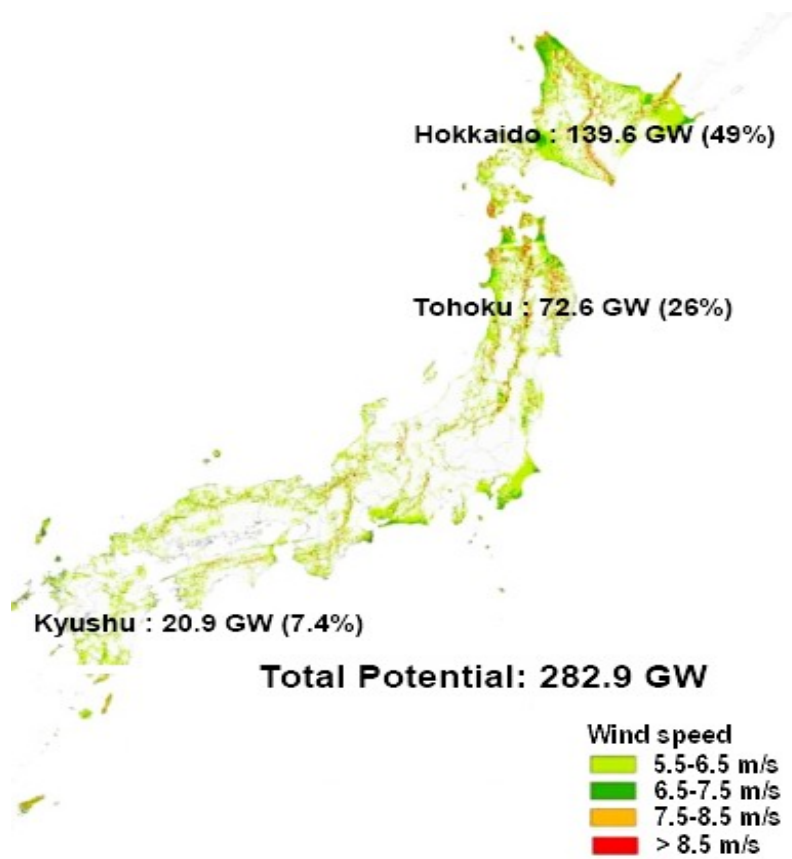 Hokkaido : 139.6 GW (49%)
Tohoku : 72.6 GW (26%)
Kyushu : 20.9 GW (7.4%)
Total Potential: 282.9 GW
Wind speed
5.5-6.5 m/s
6.5-7.5 m/s
7.5-8.5 m/s
> 8.5 m/s